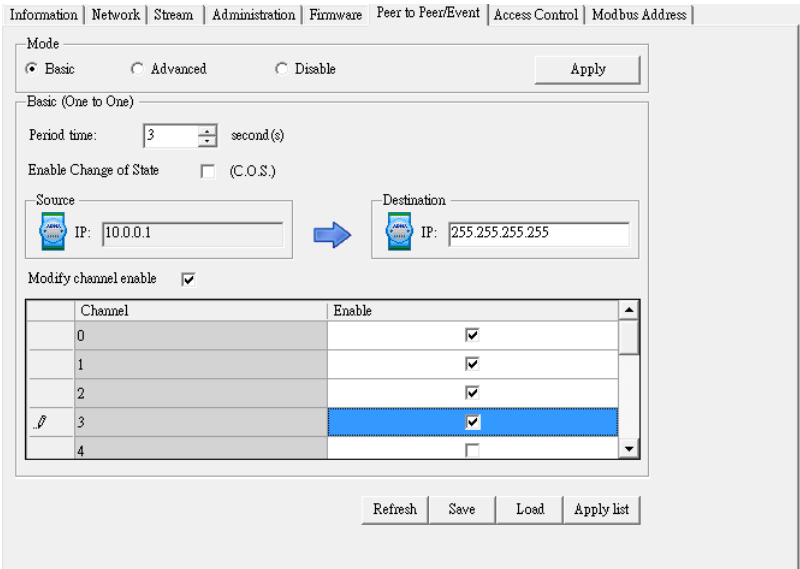 Information Network Stream Administration Firmware Peer to Peer/Event Access Control Modbus Address
Mode
Basic Advanced Disable Apply
Basic (One to One)
Period time: 3 second(s)
Enable Change of State (C.O.S.)
Source Destination
IP: 10.0.0.1 IP: 255.255.255.255
Modify channel enable
Channel Enable
0
1
2
3
4
Refresh Save Load Apply list